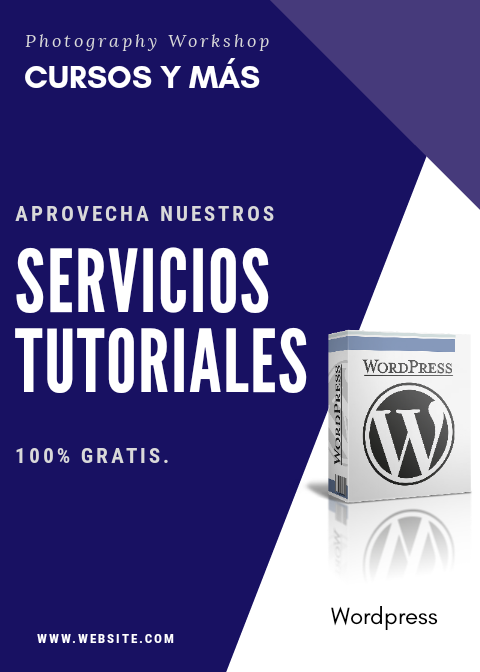 Photography Workshop
CURSOS Y MÁS
APROVECHA NUESTROS
SERVICIOS
TUTORIALES
100% GRATIS.
WORDPRESS
WORDPRESS
Wordpress
WWW.WEBSITE.COM